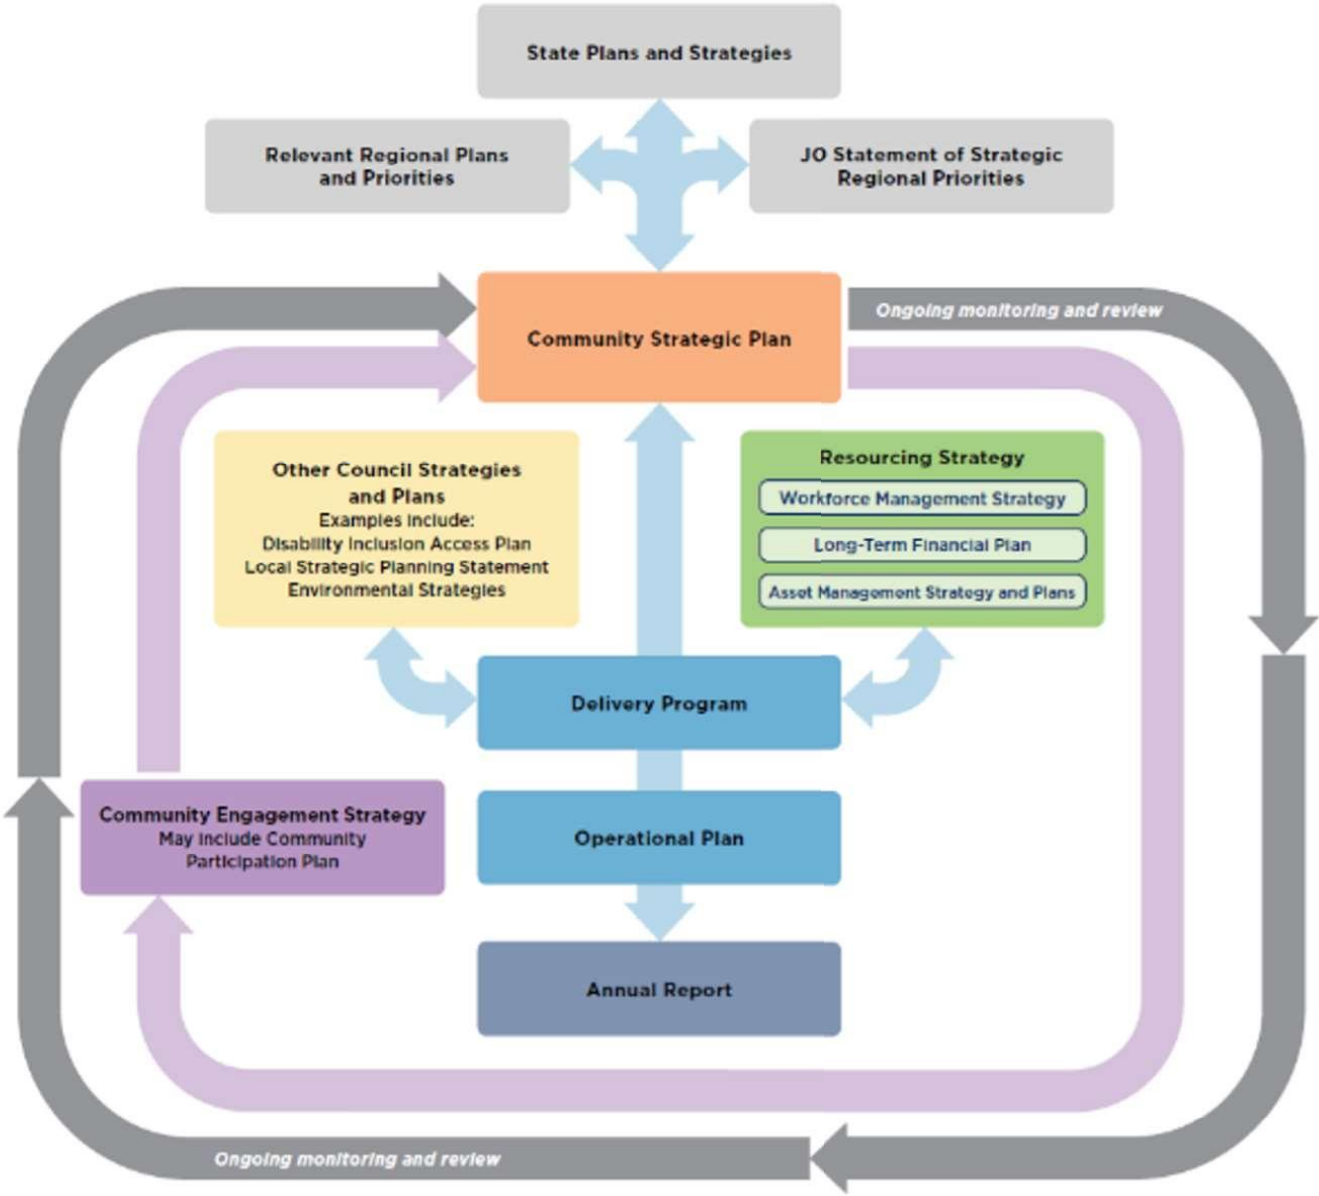 State Plans and Strategies
Relevant Regional Plans
and Priorities
JO Statement of Strategic
Regional Priorities
Community Strategic Plan
Ongoing monitoring and review
Other Council Strategies
and Plans
Examples include:
Disability Inclusion Access Plan
Local Strategic Planning Statement
Environmental Strategies
Resourcing Strategy
Workforce Management Strategy
Long-Term Financial Plan
Asset Management Strategy and Plans
Delivery Program
Community Engagement Strategy
May include Community
Participation Plan
Operational Plan
Annual Report
Ongoing monitoring and review